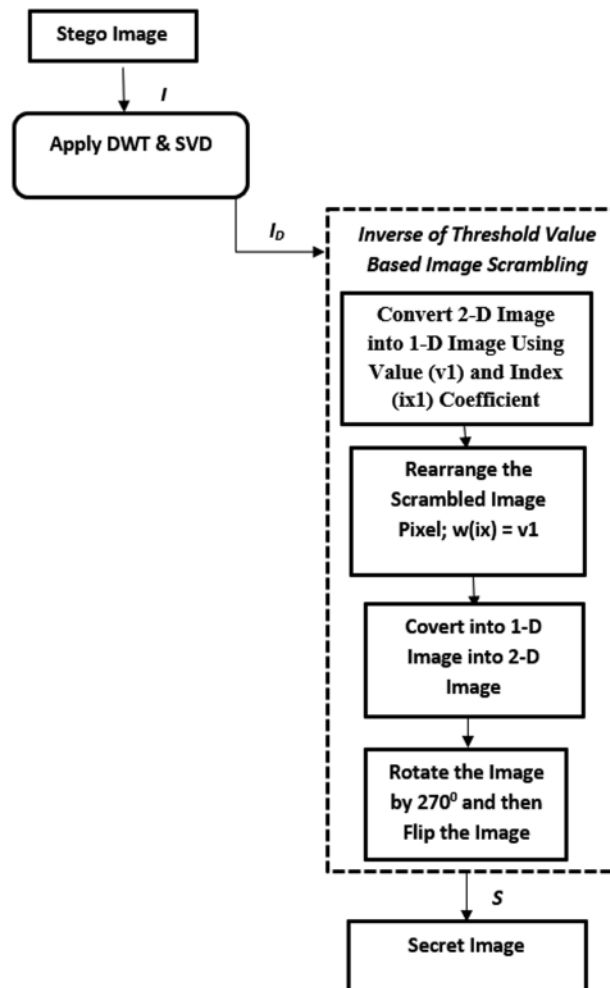 Stego Image
I
Apply DWT & SVD
I_D
Inverse of Threshold Value
Based Image Scrambling
Convert 2-D Image
into 1-D Image Using
Value (v1) and Index
(ix1) Coefficient
Rearrange the
Scrambled Image
Pixel; w(ix) = v1
Covert into 1-D
Image into 2-D
Image
Rotate the Image
by 270⁰ and then
Flip the Image
S
Secret Image